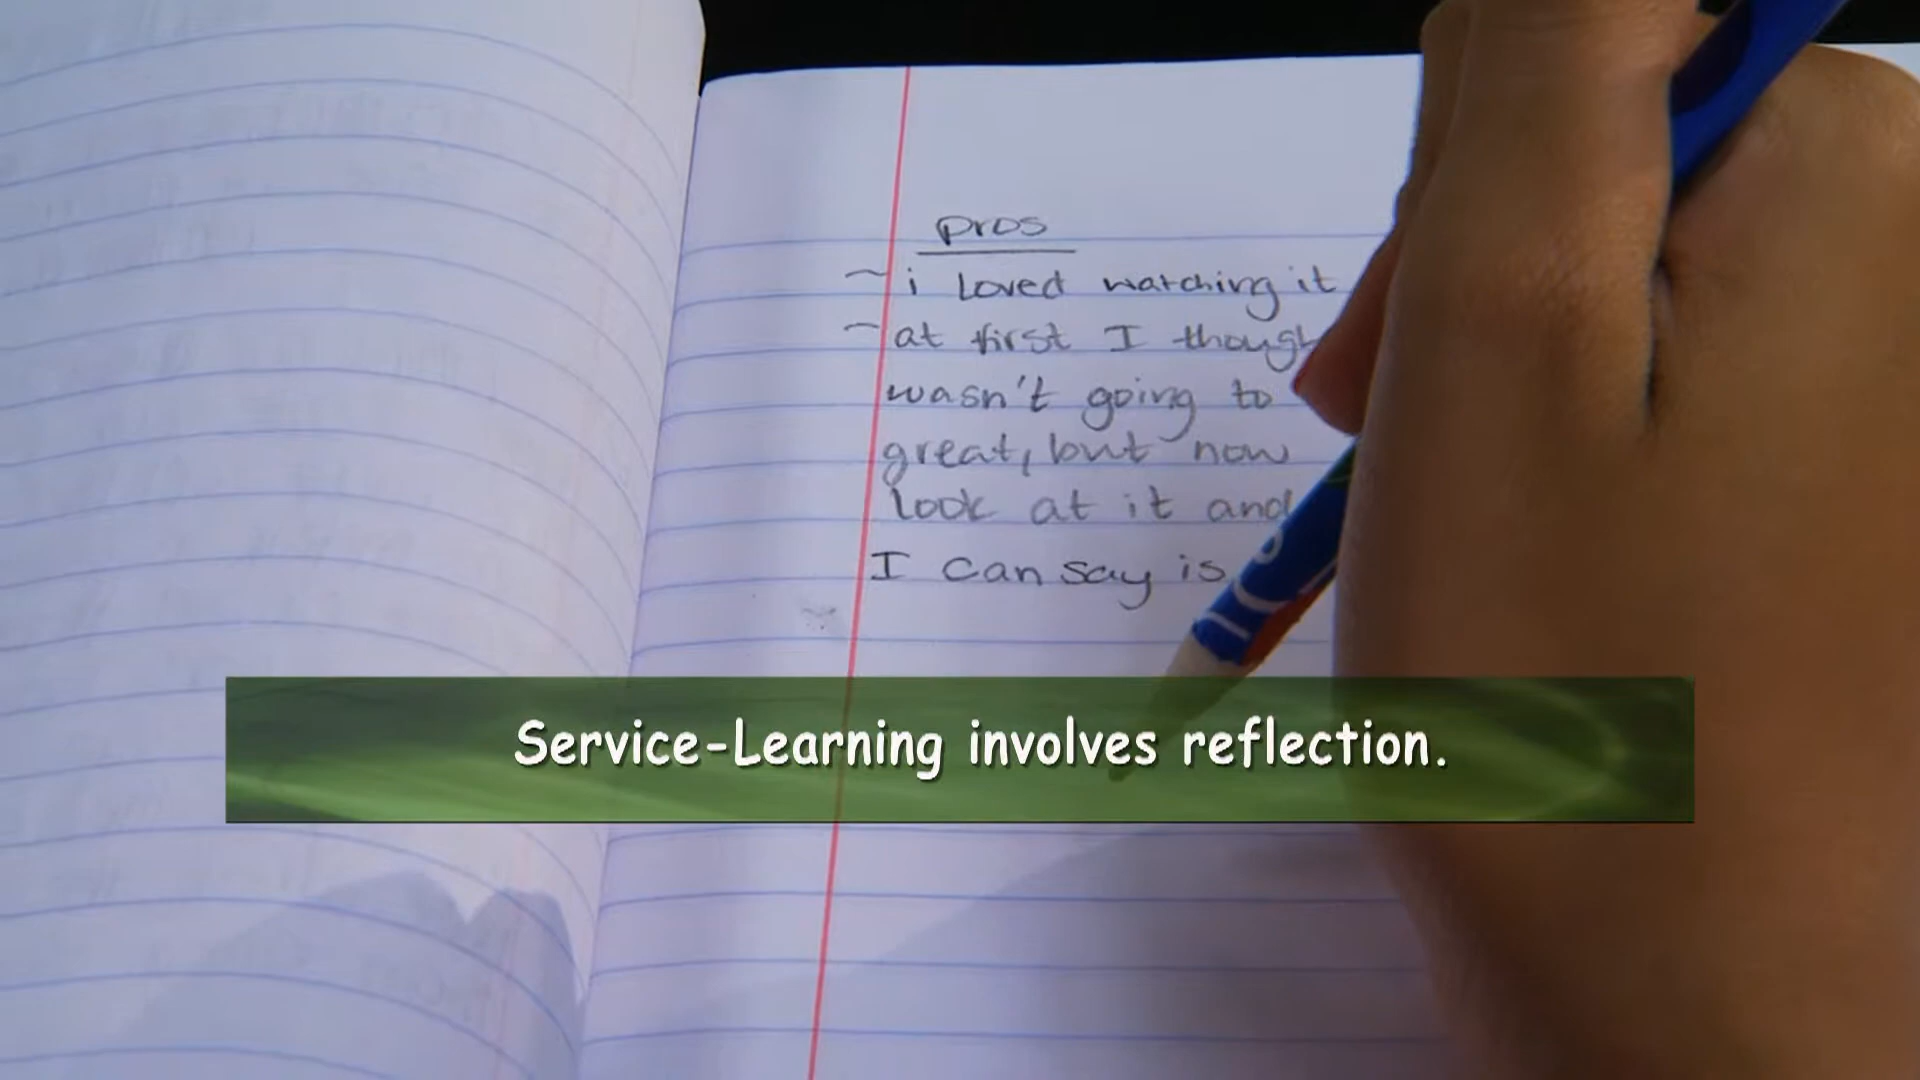 pros
~ i loved watching it
~ at first I though
wasn't going to
great, but now
look at it and
I can say is
Service-Learning involves reflection.